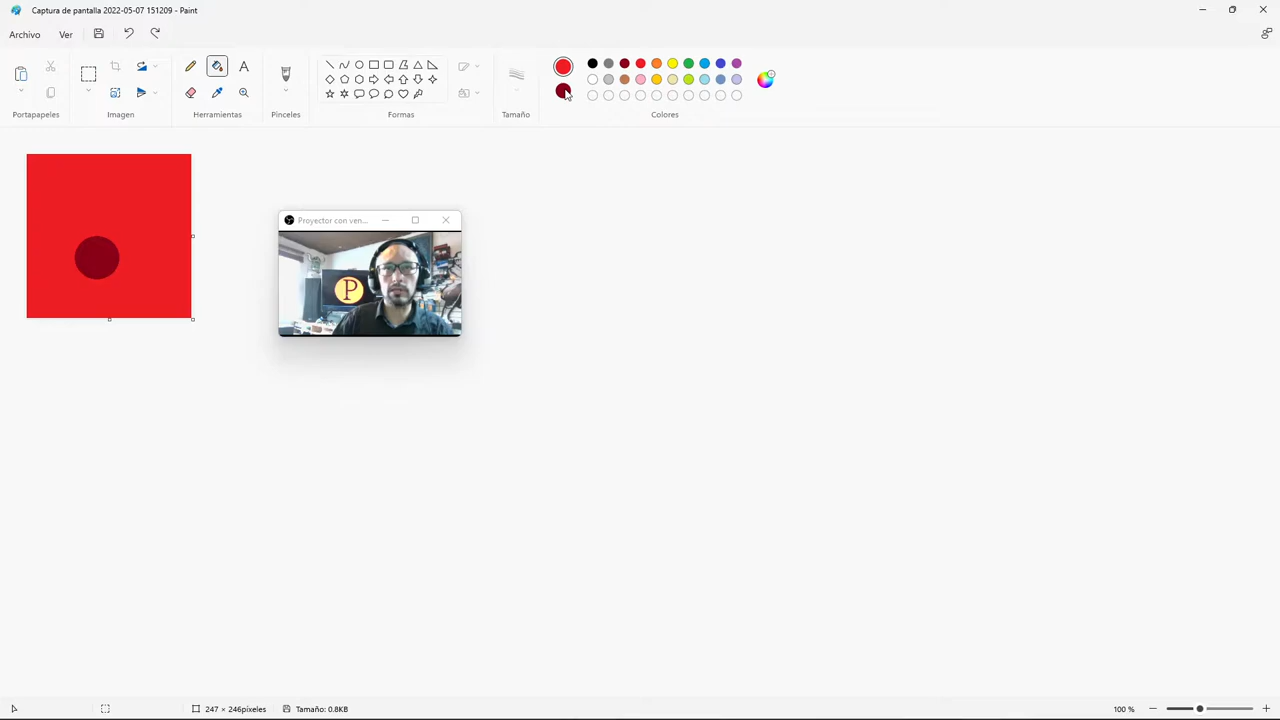 Captura de pantalla 2022-05-07 151209 - Paint
Archivo Ver
Portapapeles Imagen Herramientas Pinceles Formas Tamaño Colores
Proyector con ven...
P
247 × 246píxeles Tamaño: 0.8KB 100 %